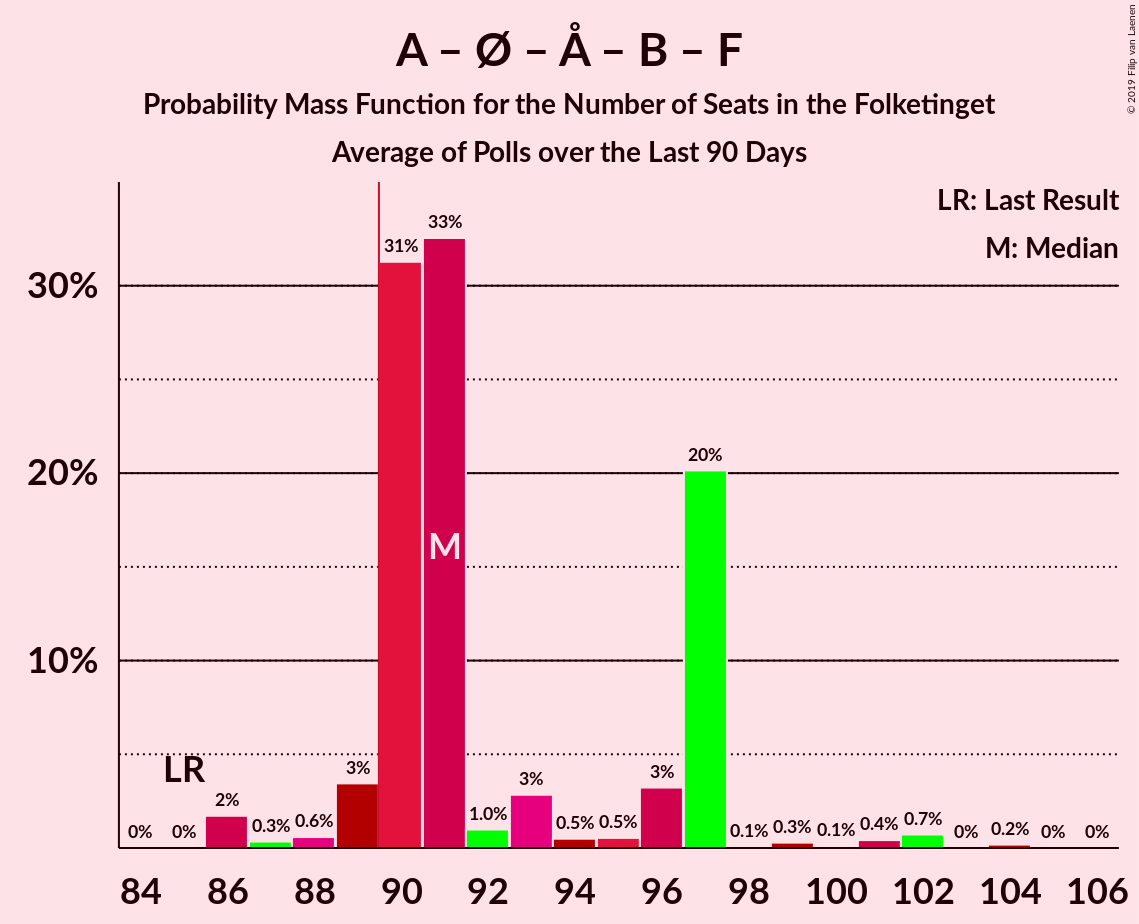 A – Ø – Å – B – F
Probability Mass Function for the Number of Seats in the Folketinget
Average of Polls over the Last 90 Days
© 2019 Filip van Laenen
LR: Last Result
M: Median
30%
20%
10%
LR
M
0%
0%
2%
0.3%
0.6%
3%
31%
33%
1.0%
3%
0.5%
0.5%
3%
20%
0.1%
0.3%
0.1%
0.4%
0.7%
0%
0.2%
0%
0%
84 86 88 90 92 94 96 98 100 102 104 106